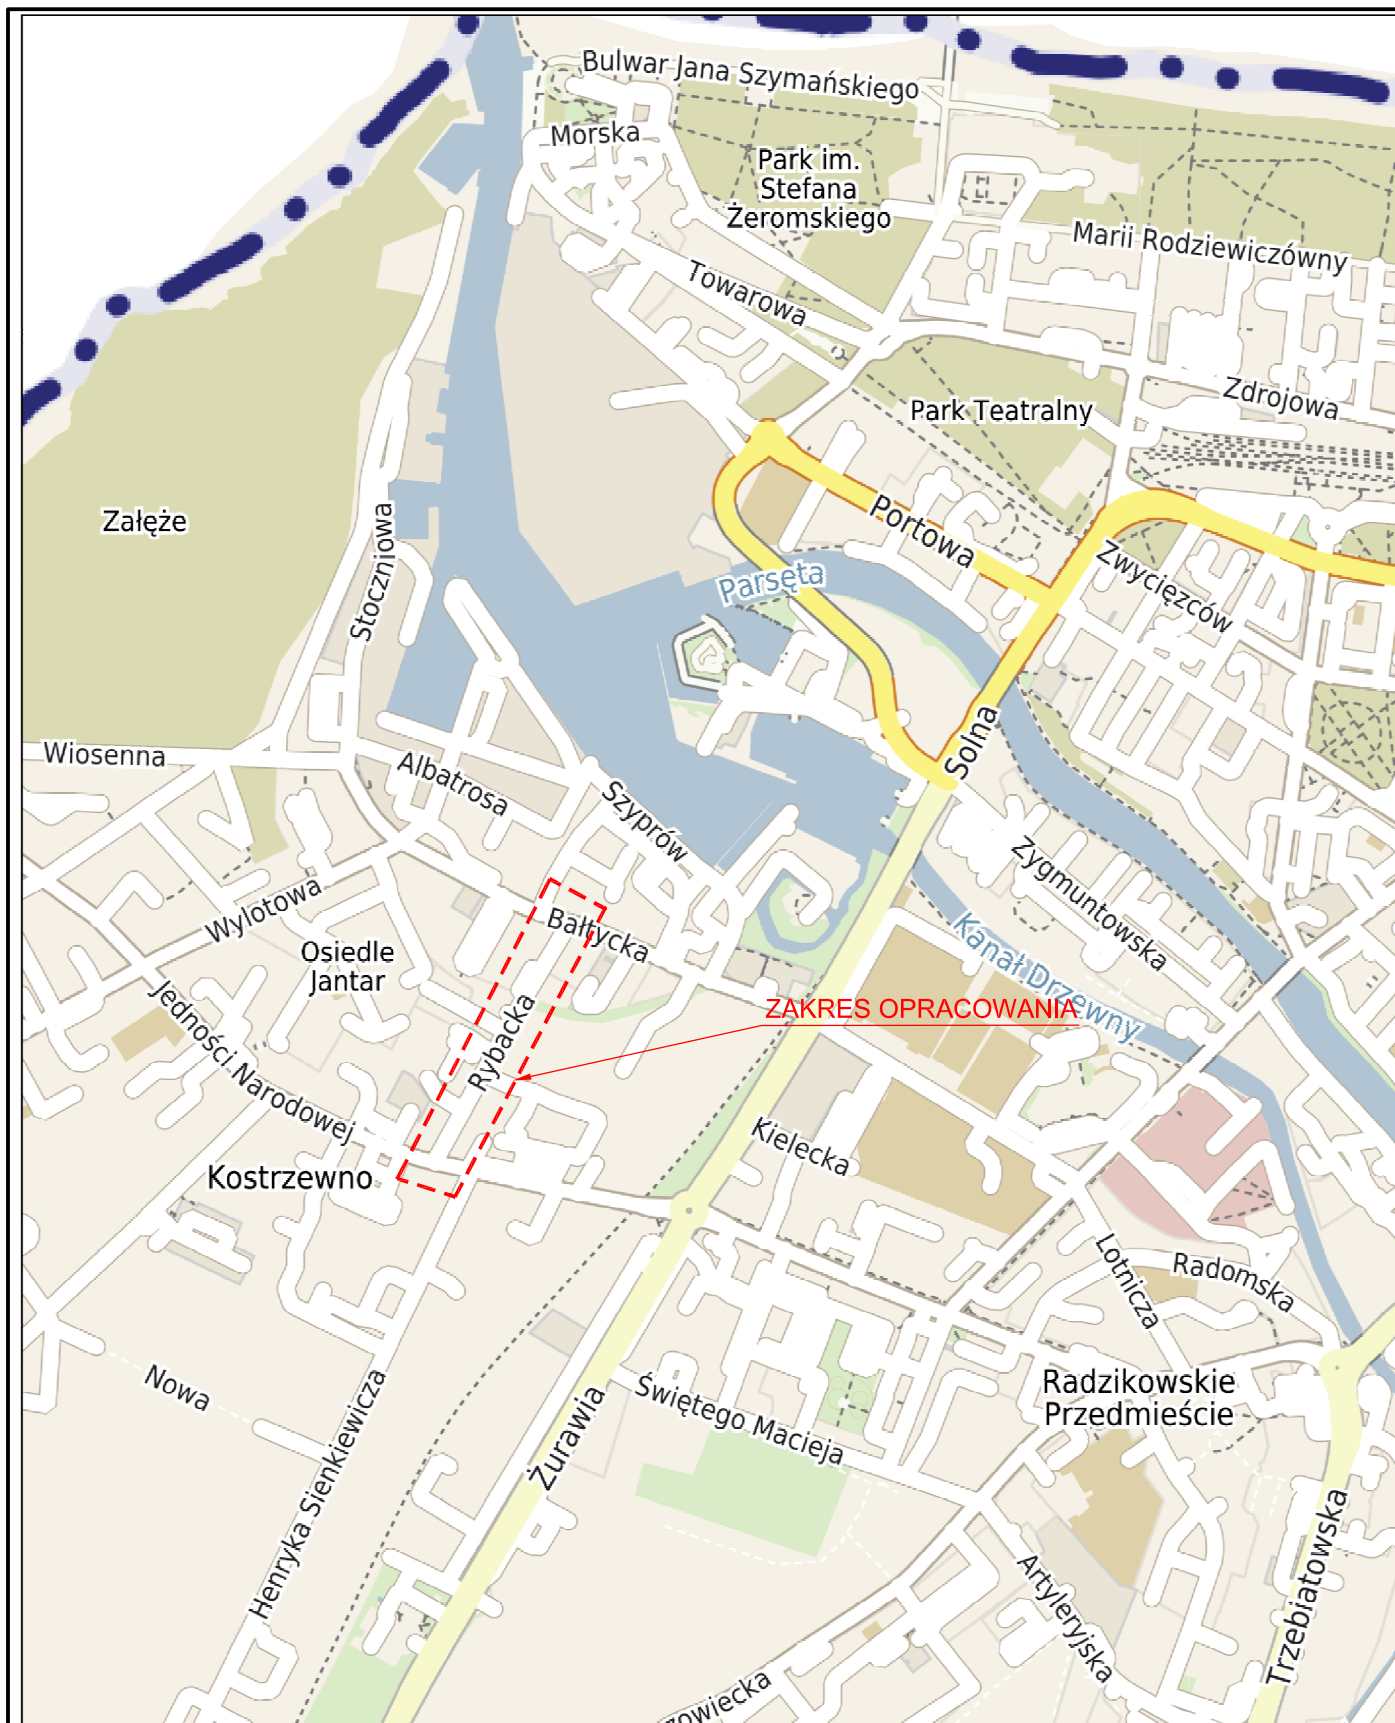 Bulwar Jana Szymańskiego
Morska
Park im.
Stefana
Żeromskiego
Marii Rodziewiczówny
Towarowa
Zdrojowa
Park Teatralny
Załęże
Portowa
Stoczniowa
Zwycięzców
Parsęta
Solna
Wiosenna
Albatrosa
Szyprów
Zygmuntowska
Wylotowa
Bałtycka
Kanał Drzewny
Osiedle
Jantar
Jedności Narodowej
Rybacka
ZAKRES OPRACOWANIA
Kielecka
Kostrzewno
Lotnicza
Radomska
Nowa
Henryka Sienkiewicza
Żurawia
Świętego Macieja
Radzikowskie
Przedmieście
Trzebiatowska
Artyleryjska
zowiecka